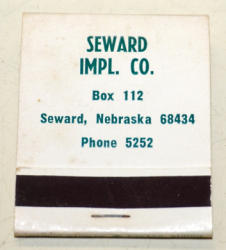 SEWARD
IMPL. CO.
Box 112
Seward, Nebraska 68434
Phone 5252